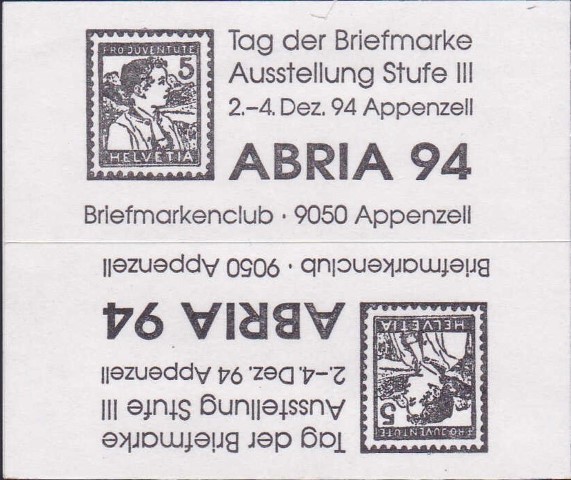 PRO JUVENTUTE
5
HELVETIA
Tag der Briefmarke
Ausstellung Stufe III
2.–4. Dez. 94 Appenzell
ABRIA 94
Briefmarkenclub · 9050 Appenzell
PRO JUVENTUTE
5
HELVETIA
Tag der Briefmarke
Ausstellung Stufe III
2.–4. Dez. 94 Appenzell
ABRIA 94
Briefmarkenclub · 9050 Appenzell